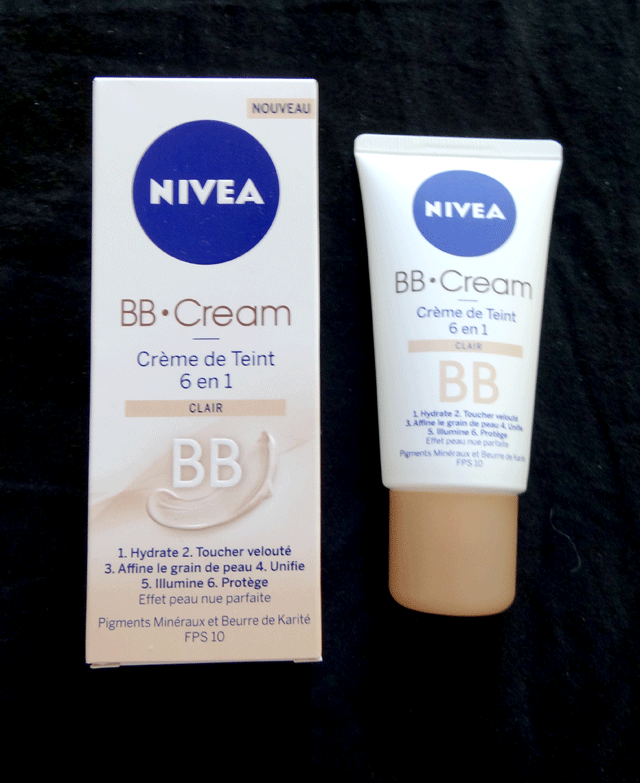 NOUVEAU
NIVEA
BB•Cream
Crème de Teint
6 en 1
CLAIR
BB
1. Hydrate 2. Toucher velouté
3. Affine le grain de peau 4. Unifie
5. Illumine 6. Protège
Effet peau nue parfaite
Pigments Minéraux et Beurre de Karité
FPS 10
NIVEA
BB•Cream
Crème de Teint
6 en 1
CLAIR
BB
1. Hydrate 2. Toucher velouté
3. Affine le grain de peau 4. Unifie
5. Illumine 6. Protège
Effet peau nue parfaite
Pigments Minéraux et Beurre de Karité
FPS 10